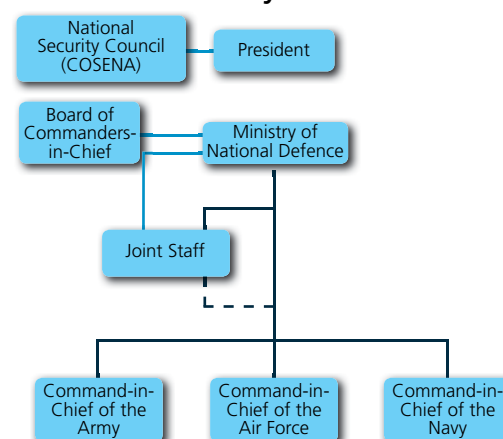 National
Security Council
(COSENA)
President
Board of
Commanders-
in-Chief
Ministry of
National Defence
Joint Staff
Command-in-
Chief of the
Army
Command-in-
Chief of the
Air Force
Command-in-
Chief of the
Navy